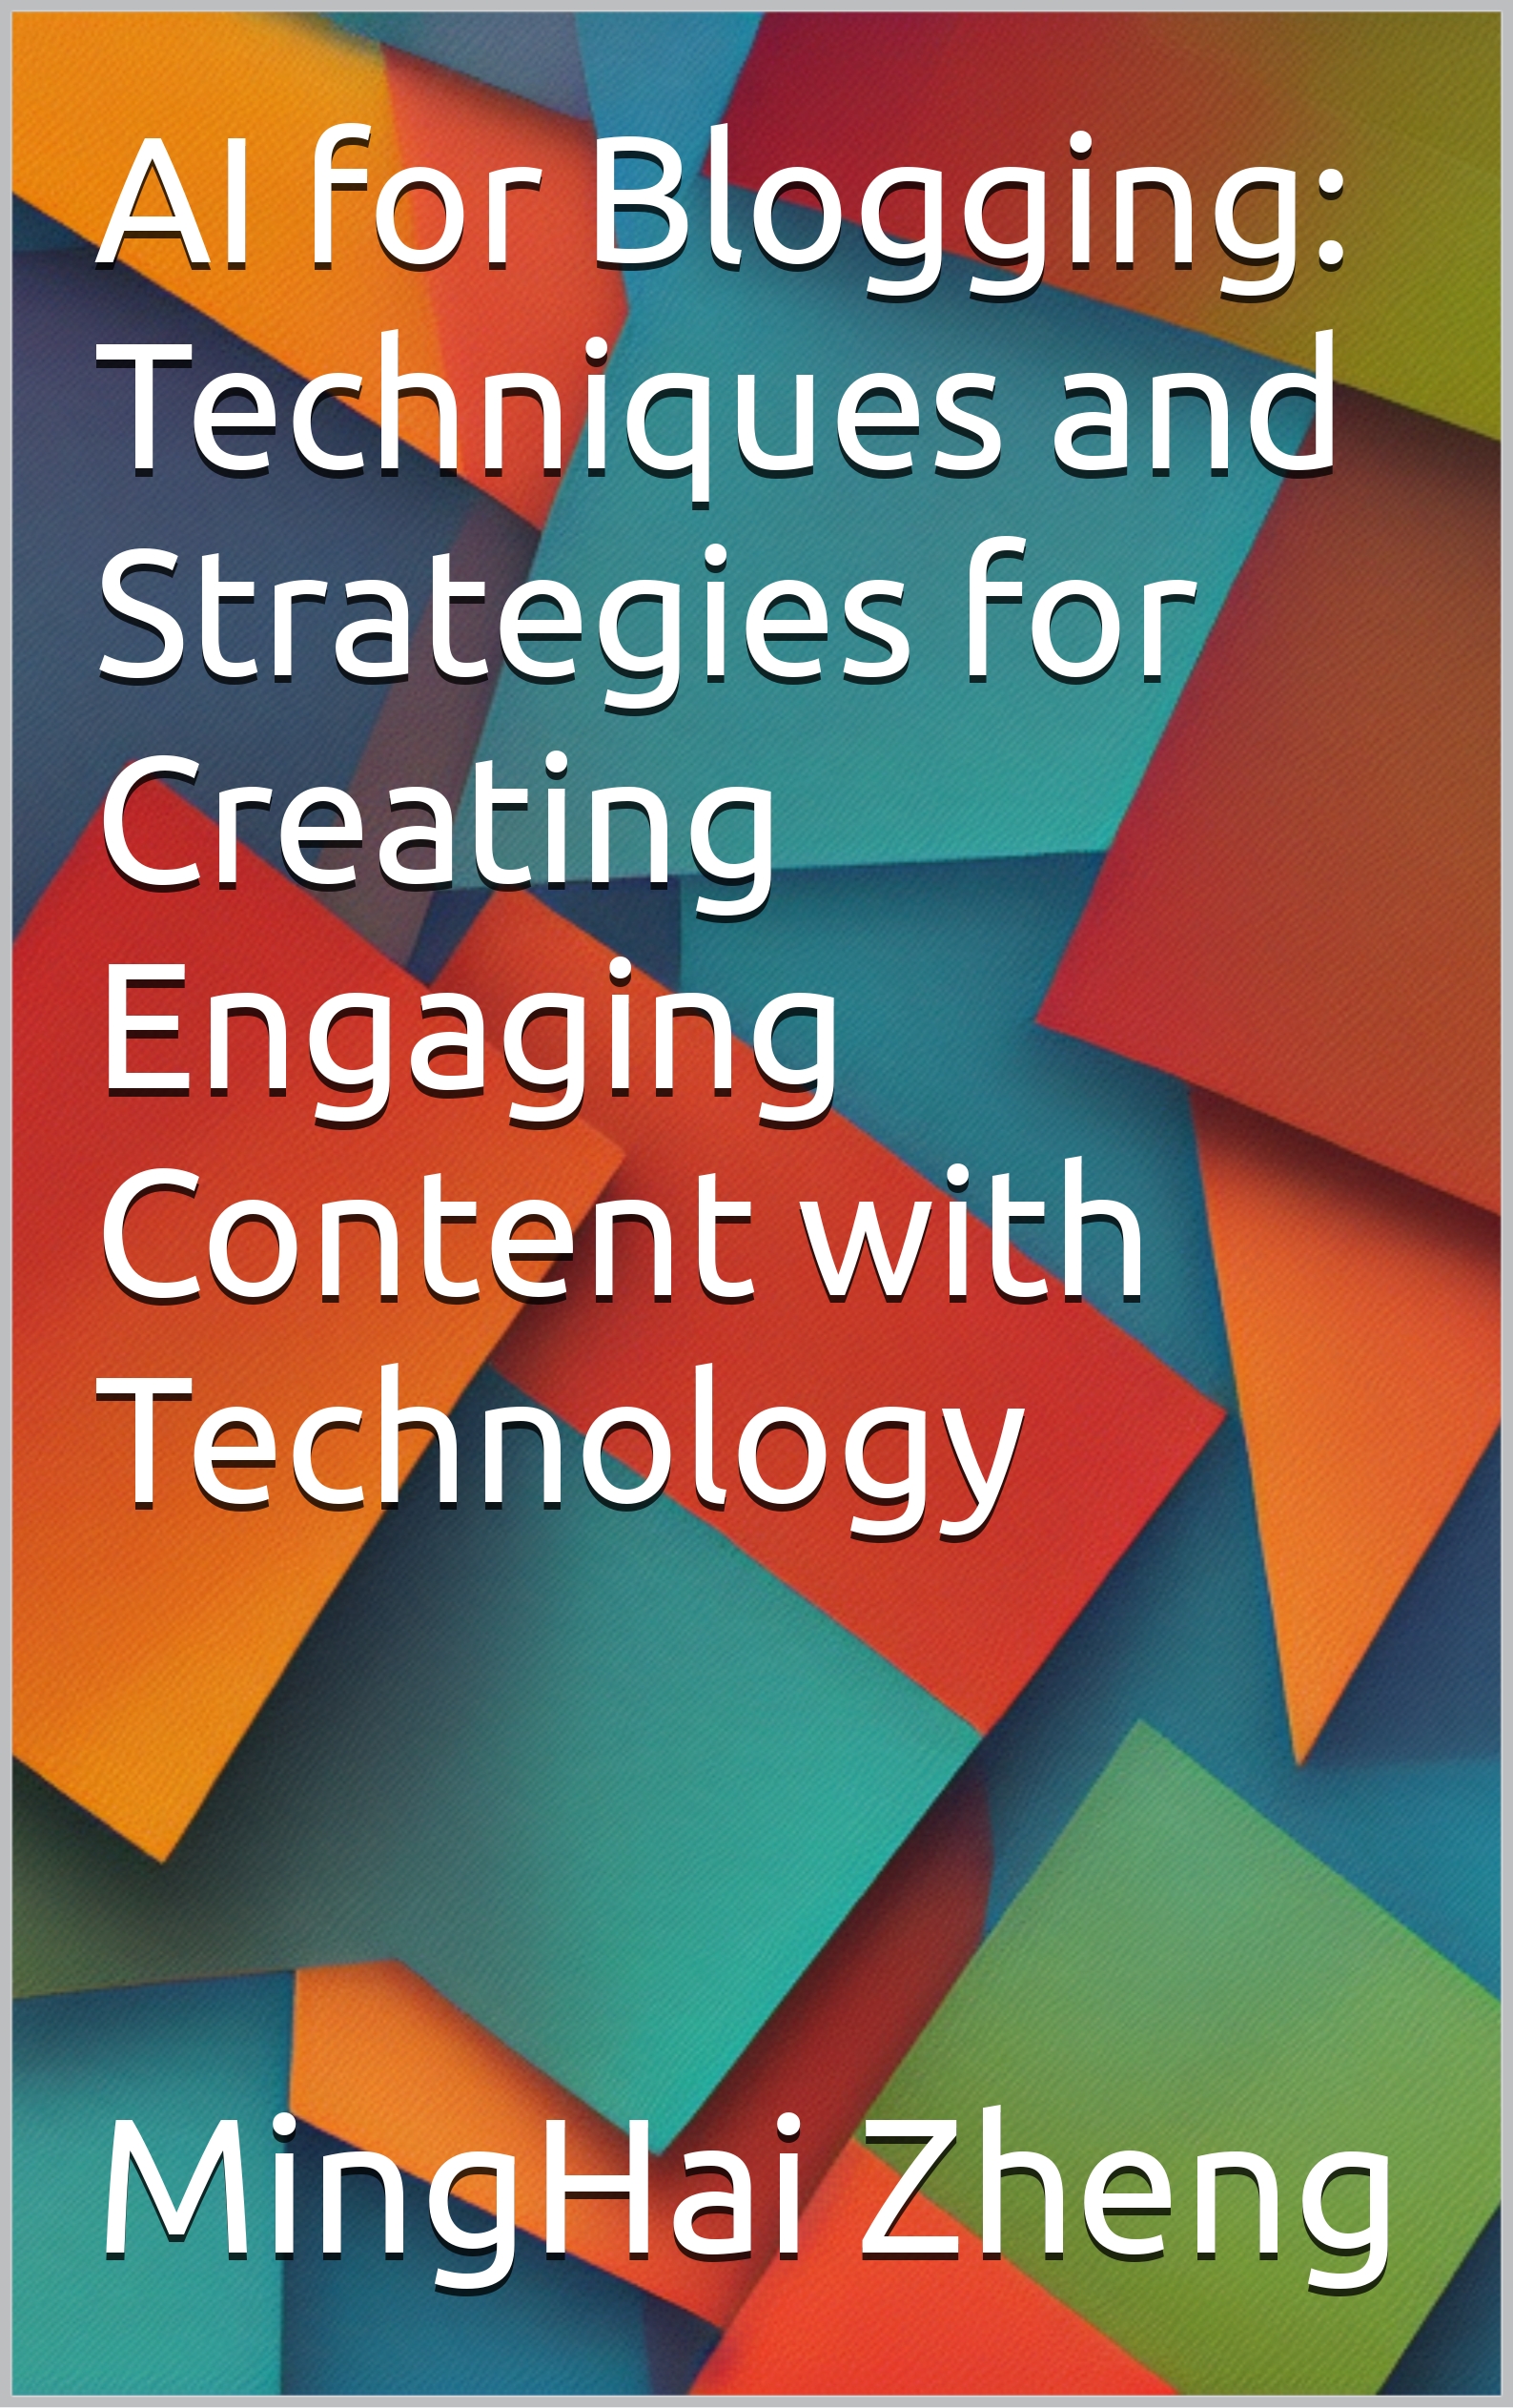 AI for Blogging:
Techniques and
Strategies for
Creating
Engaging
Content with
Technology
MingHai Zheng